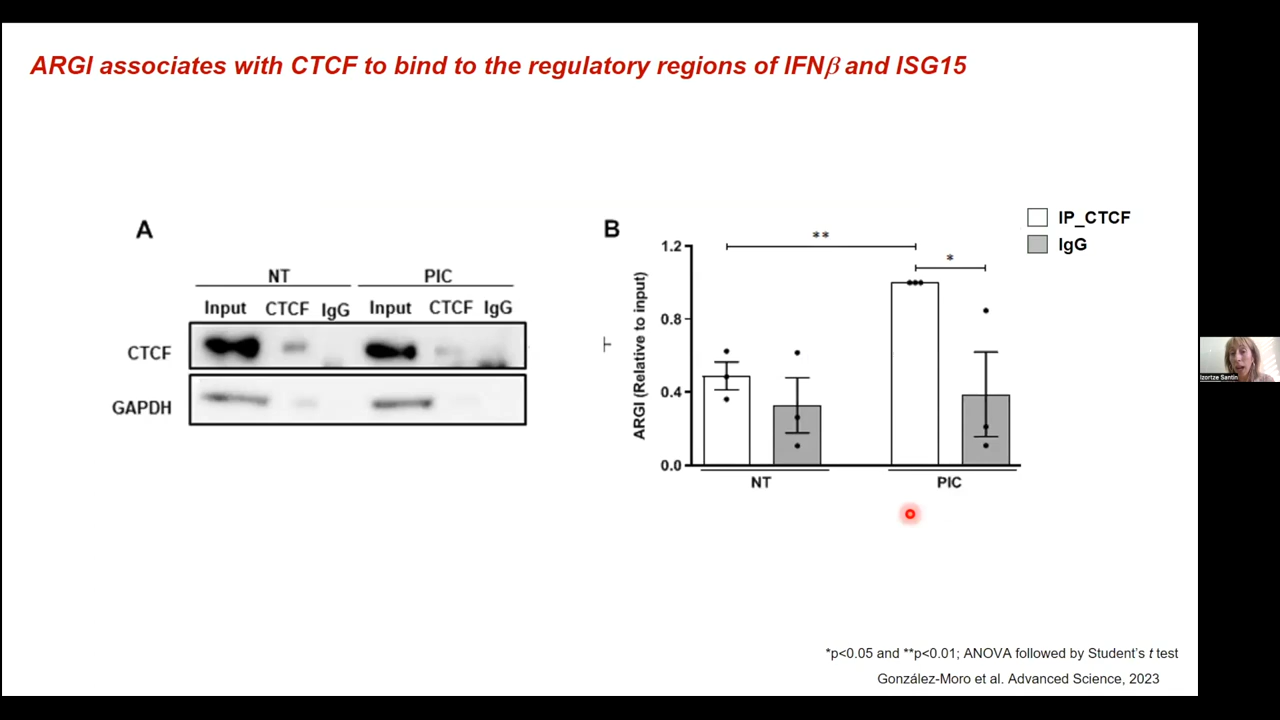 ARGI associates with CTCF to bind to the regulatory regions of IFNβ and ISG15
A
NT PIC
Input CTCF IgG Input CTCF IgG
CTCF
GAPDH
B
IP_CTCF
IgG
** *
ARGI (Relative to input)
1.2
0.8
0.4
0.0
NT PIC
Izortze Santin
*p<0.05 and **p<0.01; ANOVA followed by Student's t test
González-Moro et al. Advanced Science, 2023